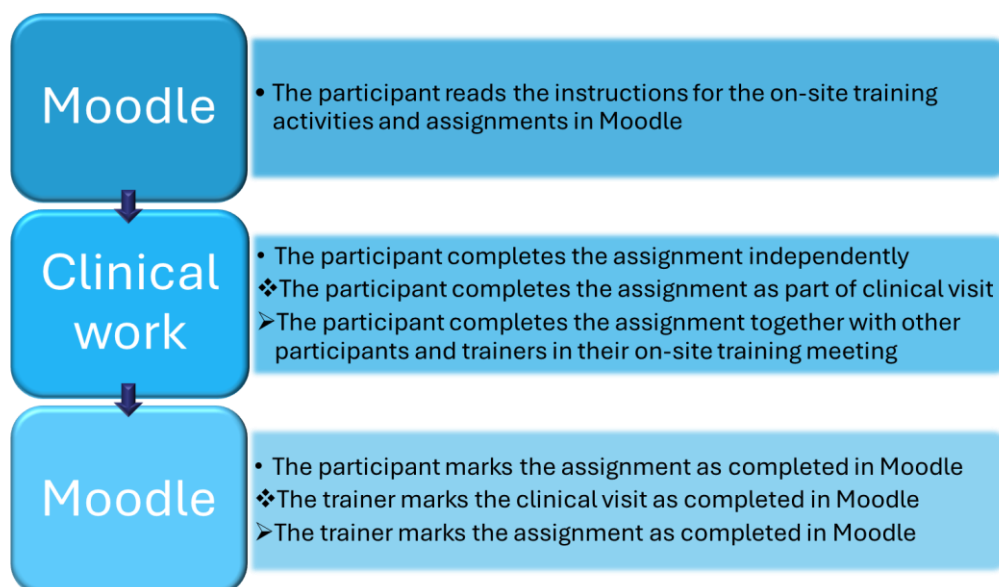 Moodle
• The participant reads the instructions for the on-site training
activities and assignments in Moodle
Clinical
work
• The participant completes the assignment independently
❖The participant completes the assignment as part of clinical visit
➢The participant completes the assignment together with other
participants and trainers in their on-site training meeting
Moodle
• The participant marks the assignment as completed in Moodle
❖The trainer marks the clinical visit as completed in Moodle
➢The trainer marks the assignment as completed in Moodle